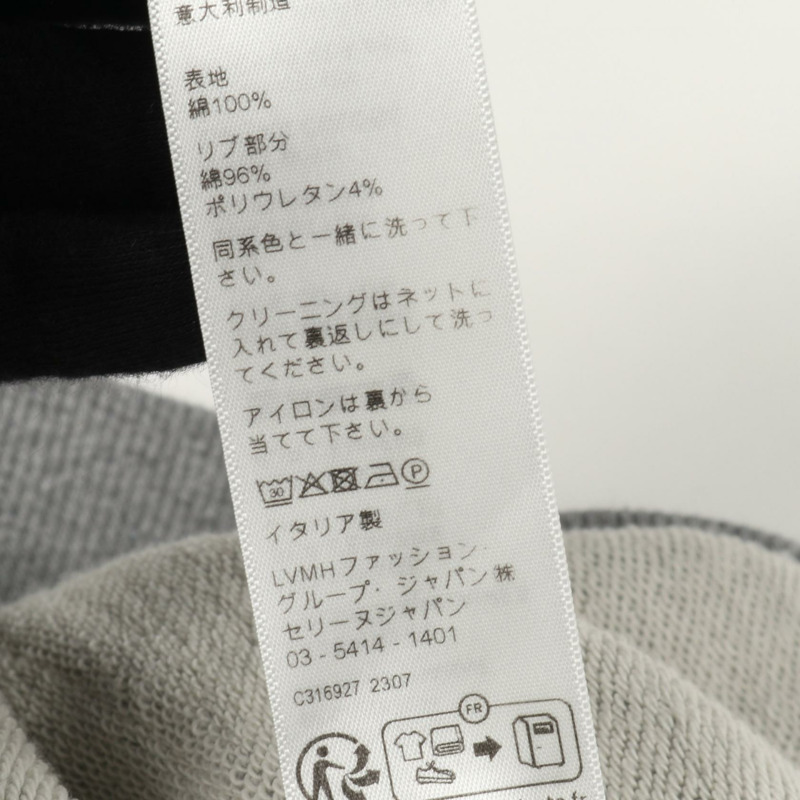 意大利制造
表地
綿100%
リブ部分
綿96%
ポリウレタン4%
同系色と一緒に洗って下
さい。
クリーニングはネットに
入れて裏返しにして洗っ
てください。
アイロンは裏から
当てて下さい。
30
P
イタリア製
LVMHファッション・
グループ・ジャパン株
セリーヌジャパン
03 - 5414 - 1401
C316927 2307
FR